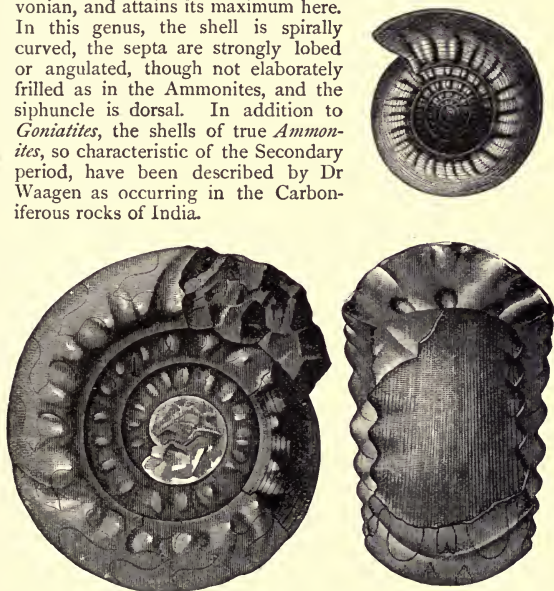 vonian, and attains its maximum here.
In this genus, the shell is spirally
curved, the septa are strongly lobed
or angulated, though not elaborately
frilled as in the Ammonites, and the
siphuncle is dorsal. In addition to
Goniatites, the shells of true Ammon-
ites, so characteristic of the Secondary
period, have been described by Dr
Waagen as occurring in the Carbon-
iferous rocks of India.